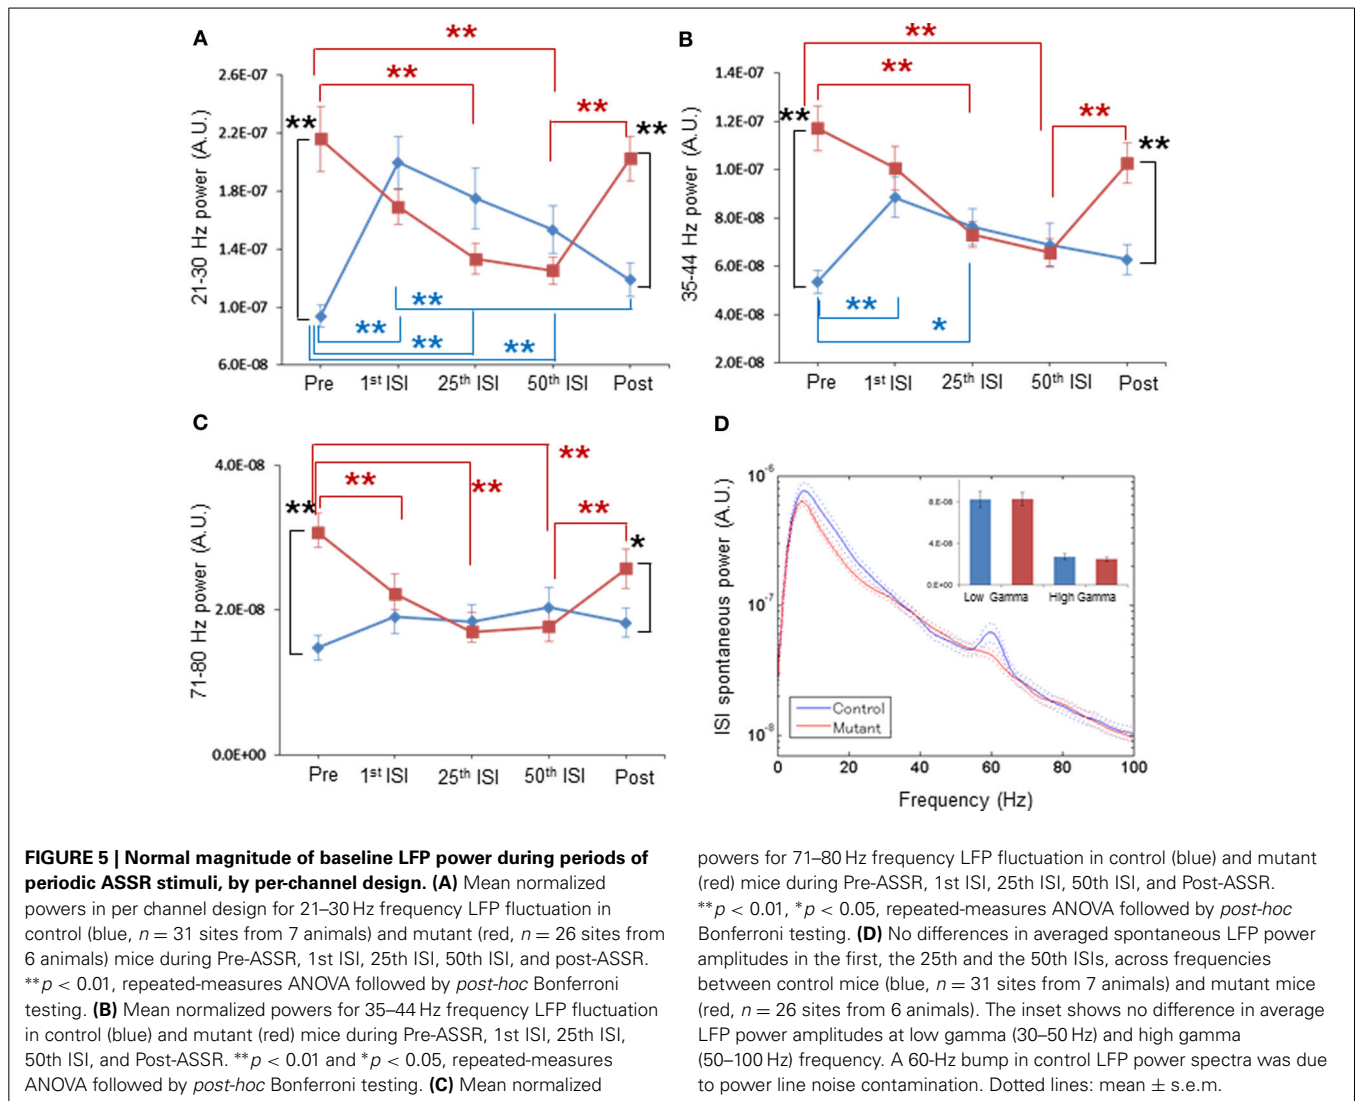 A
2.6E-07
2.2E-07
1.8E-07
1.4E-07
1.0E-07
6.0E-08
21-30 Hz power (A.U.)
**
**
**
**
**
**
**
**
**
Pre 1st ISI 25th ISI 50th ISI Post
B
1.4E-07
1.2E-07
1.0E-07
8.0E-08
6.0E-08
4.0E-08
2.0E-08
35-44 Hz power (A.U.)
**
**
**
**
**
**
*
Pre 1st ISI 25th ISI 50th ISI Post
C
4.0E-08
2.0E-08
0.0E+00
71-80 Hz power (A.U.)
**
**
**
**
**
*
Pre 1st ISI 25th ISI 50th ISI Post
D
10-6
10-7
10-8
ISI spontaneous power (A.U.)
8.E-08
4.E-08
0.E+00
Low Gamma High Gamma
Control
Mutant
0 20 40 60 80 100
Frequency (Hz)
FIGURE 5 | Normal magnitude of baseline LFP power during periods of
periodic ASSR stimuli, by per-channel design. (A) Mean normalized
powers in per channel design for 21–30 Hz frequency LFP fluctuation in
control (blue, n = 31 sites from 7 animals) and mutant (red, n = 26 sites from
6 animals) mice during Pre-ASSR, 1st ISI, 25th ISI, 50th ISI, and post-ASSR.
**p < 0.01, repeated-measures ANOVA followed by post-hoc Bonferroni
testing. (B) Mean normalized powers for 35–44 Hz frequency LFP fluctuation
in control (blue) and mutant (red) mice during Pre-ASSR, 1st ISI, 25th ISI,
50th ISI, and Post-ASSR. **p < 0.01 and *p < 0.05, repeated-measures
ANOVA followed by post-hoc Bonferroni testing. (C) Mean normalized
powers for 71–80 Hz frequency LFP fluctuation in control (blue) and mutant
(red) mice during Pre-ASSR, 1st ISI, 25th ISI, 50th ISI, and Post-ASSR.
**p < 0.01, *p < 0.05, repeated-measures ANOVA followed by post-hoc
Bonferroni testing. (D) No differences in averaged spontaneous LFP power
amplitudes in the first, the 25th and the 50th ISIs, across frequencies
between control mice (blue, n = 31 sites from 7 animals) and mutant mice
(red, n = 26 sites from 6 animals). The inset shows no difference in average
LFP power amplitudes at low gamma (30–50 Hz) and high gamma
(50–100 Hz) frequency. A 60-Hz bump in control LFP power spectra was due
to power line noise contamination. Dotted lines: mean ± s.e.m.